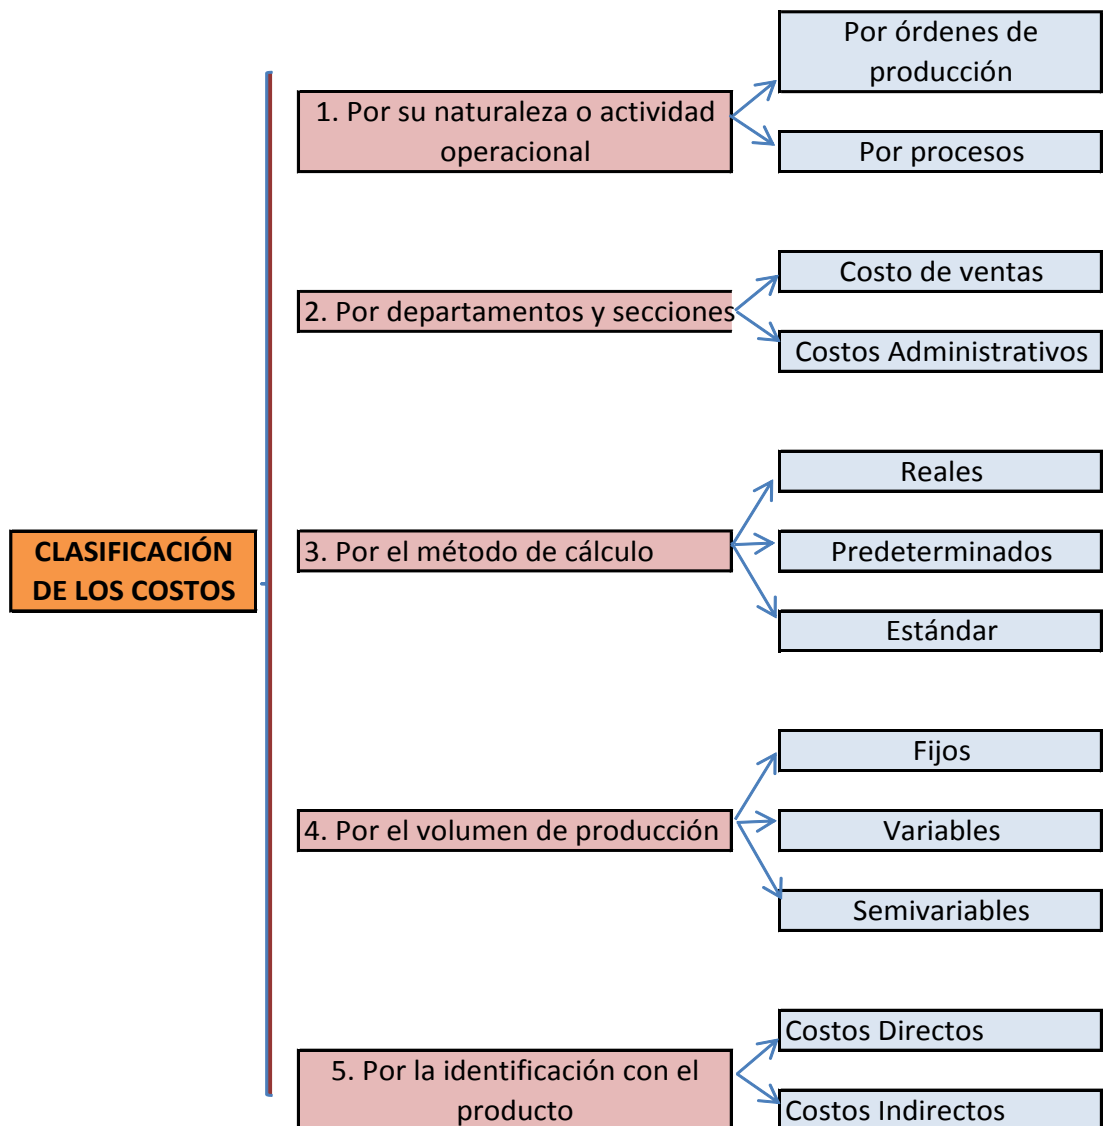 CLASIFICACIÓN
DE LOS COSTOS
1. Por su naturaleza o actividad
operacional
Por órdenes de
producción
Por procesos
2. Por departamentos y secciones
Costo de ventas
Costos Administrativos
3. Por el método de cálculo
Reales
Predeterminados
Estándar
4. Por el volumen de producción
Fijos
Variables
Semivariables
5. Por la identificación con el
producto
Costos Directos
Costos Indirectos